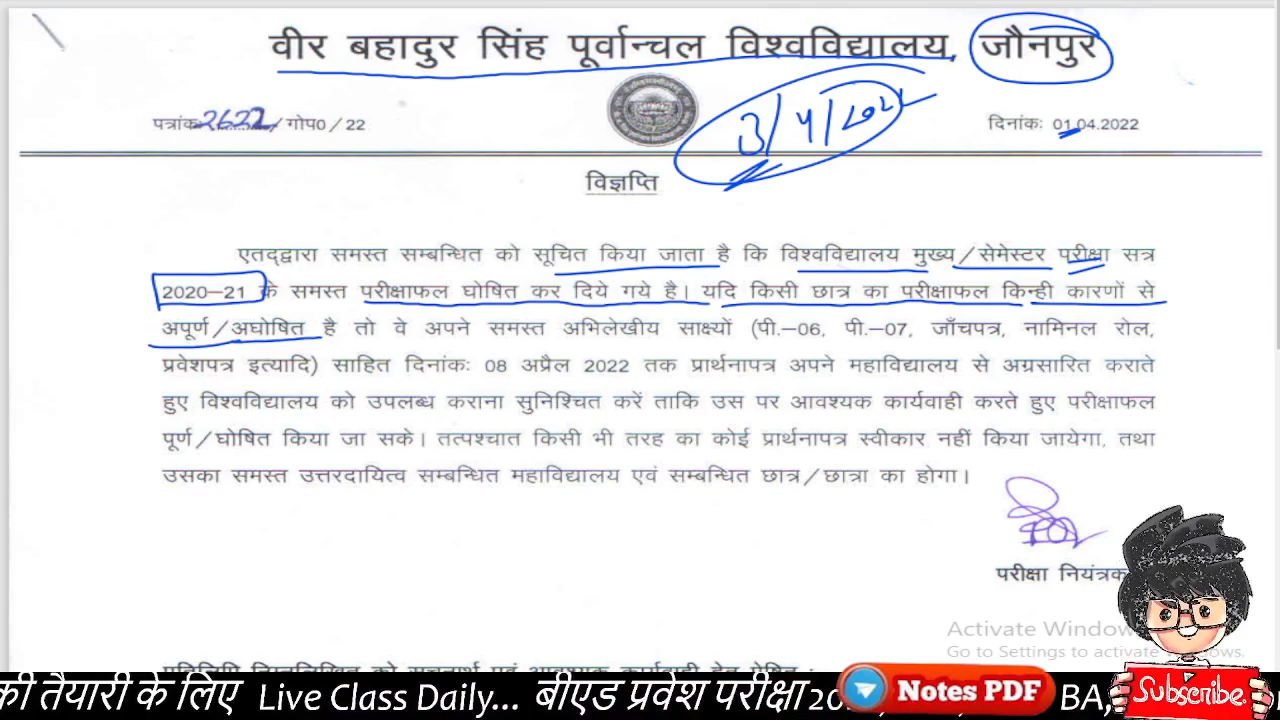 वीर बहादुर सिंह पूर्वान्चल विश्वविद्यालय, जौनपुर
पत्रांक 2622 /गोप0/22
3/4/2022
दिनांकः 01.04.2022
विज्ञप्ति
एतद्द्वारा समस्त सम्बन्धित को सूचित किया जाता है कि विश्वविद्यालय मुख्य/सेमेस्टर परीक्षा सत्र
2020–21 के समस्त परीक्षाफल घोषित कर दिये गये है। यदि किसी छात्र का परीक्षाफल किन्ही कारणों से
अपूर्ण/अघोषित है तो वे अपने समस्त अभिलेखीय साक्ष्यों (पी.–06, पी.–07, जाँचपत्र, नामिनल रोल,
प्रवेशपत्र इत्यादि) साहित दिनांकः 08 अप्रैल 2022 तक प्रार्थनापत्र अपने महाविद्यालय से अग्रसारित कराते
हुए विश्वविद्यालय को उपलब्ध कराना सुनिश्चित करें ताकि उस पर आवश्यक कार्यवाही करते हुए परीक्षाफल
पूर्ण/घोषित किया जा सके। तत्पश्चात किसी भी तरह का कोई प्रार्थनापत्र स्वीकार नहीं किया जायेगा, तथा
उसका समस्त उत्तरदायित्व सम्बन्धित महाविद्यालय एवं सम्बन्धित छात्र/छात्रा का होगा।
परीक्षा नियंत्रक
Activate Window
Go to Settings to activate
की तैयारी के लिए Live Class Daily... बीएड प्रवेश परीक्षा Notes PDF BA, Subscribe